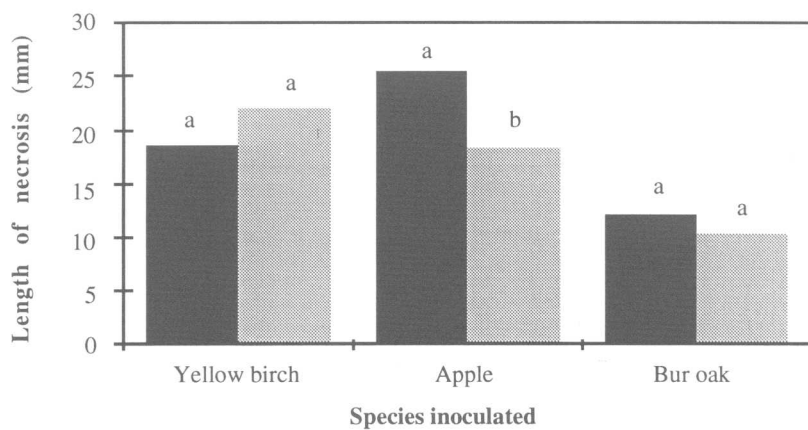 Length of necrosis (mm)
30
25
20
15
10
5
0
a
a
a
b
a
a
Yellow birch
Apple
Bur oak
Species inoculated